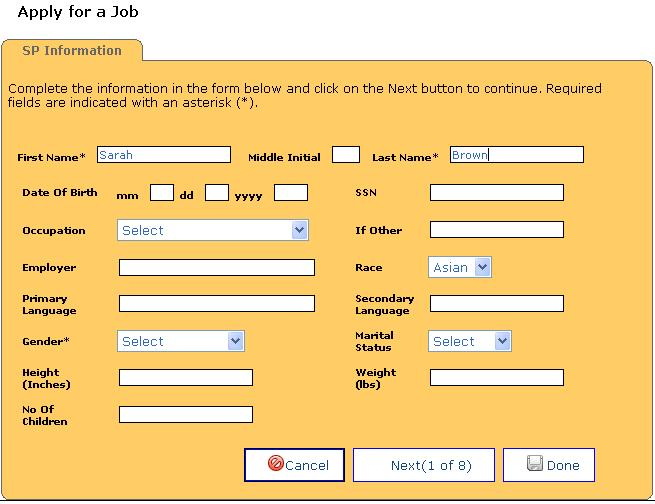 Apply for a Job
SP Information
Complete the information in the form below and click on the Next button to continue. Required
fields are indicated with an asterisk (*).
First Name* Sarah Middle Initial Last Name* Brown
Date Of Birth mm dd yyyy SSN
Occupation Select If Other
Employer Race Asian
Primary Language Secondary Language
Gender* Select Marital Status Select
Height (Inches) Weight (lbs)
No Of Children
Cancel Next(1 of 8) Done